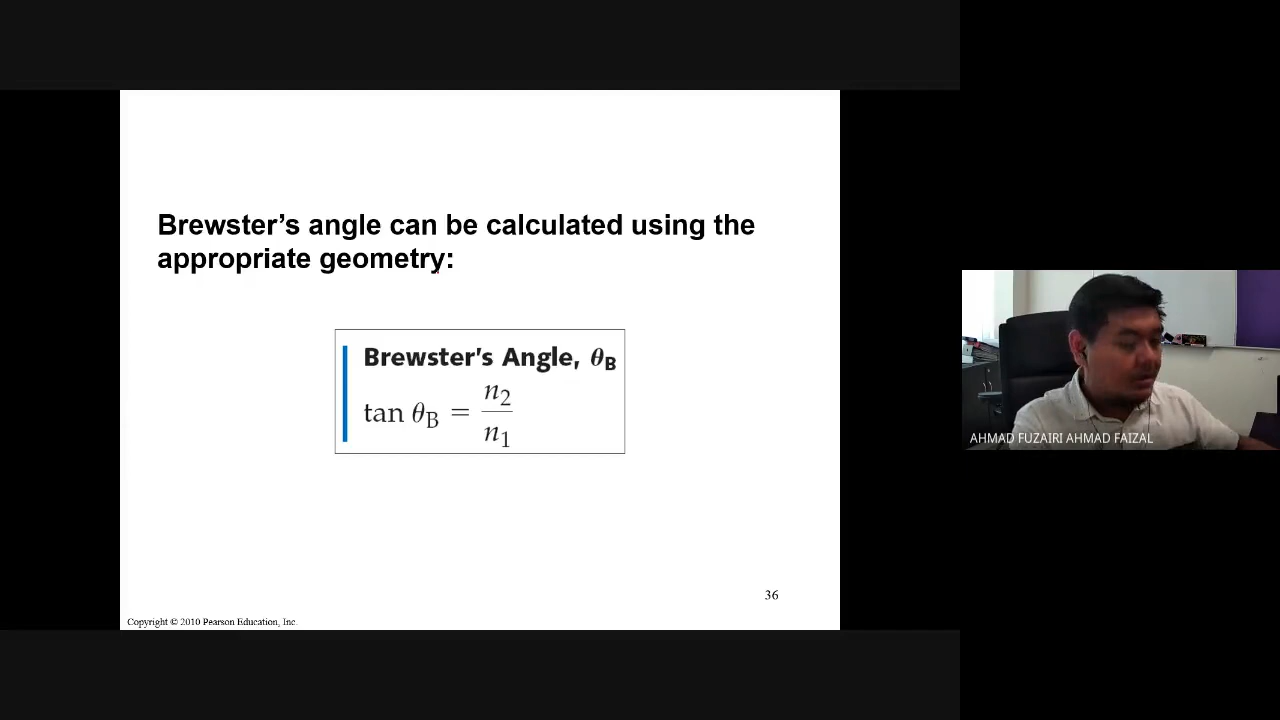 Brewster’s angle can be calculated using the
appropriate geometry:
Brewster’s Angle, θB
tan θB = n2/n1
36
Copyright © 2010 Pearson Education, Inc.
AHMAD FUZAIRI AHMAD FAIZAL